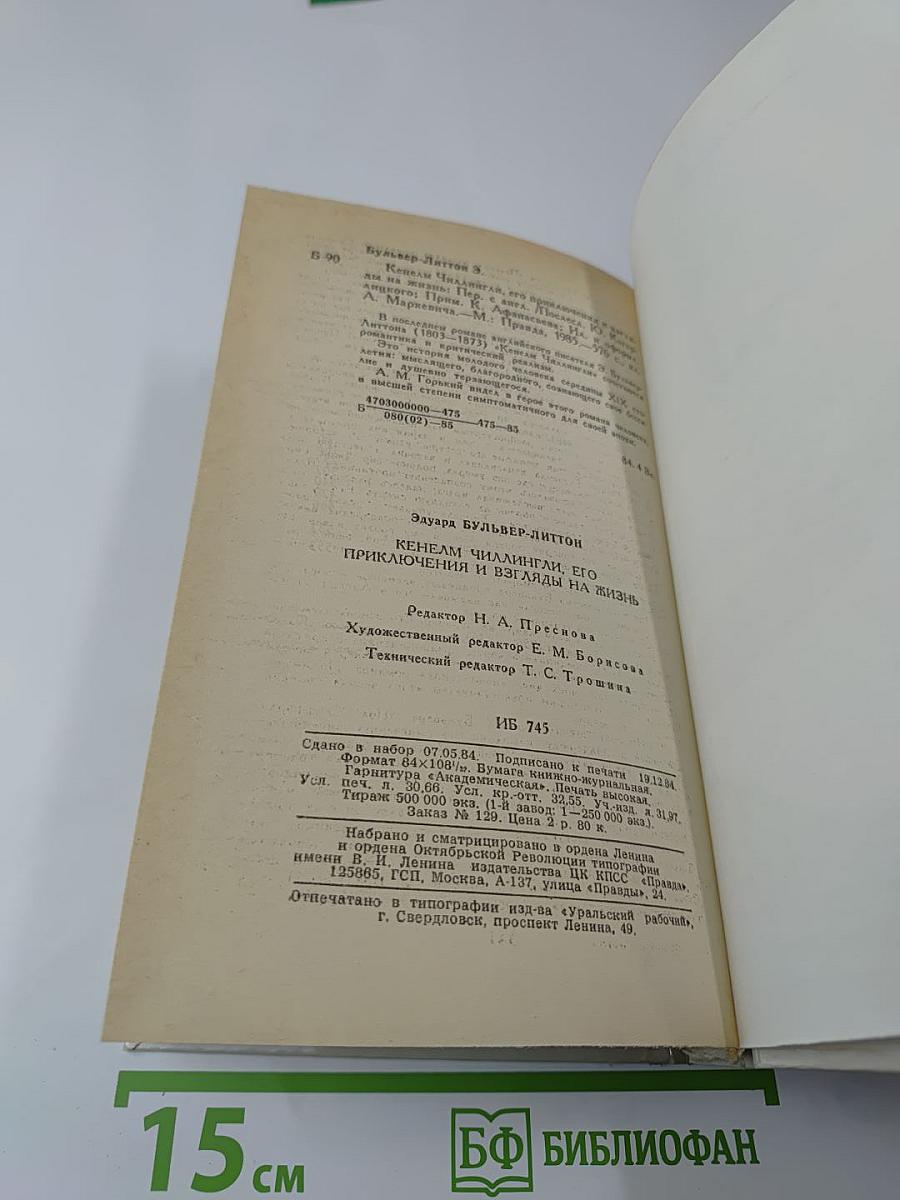 Бульвер-Литтон Э.
Б 90
Кенелм Чиллингли, его приключения и взгля-
ды на жизнь: Пер. с англ. /Послесл. Ю.
лицкого; Прим. К. Афанасьева; Ил. и оформл.
А. Маркевича.—М.: Правда, 1985.—576 с.
В последнем романе английского писателя Э. Бульвер-
Литтона (1803—1873) «Кенелм Чиллингли» сочетаются
романтика и критический реализм.
Это история молодого человека середины XIX сто-
летия: мыслящего, благородного, сознающего свое бесси-
лие и душевно терзающегося.
А. М. Горький видел в герое этого романа человека,
в высшей степени симптоматичного для своей эпохи.
4703000000—475
Б 475—85
080(02)—85
84. 4 Вл
Эдуард БУЛЬВЕР-ЛИТТОН
КЕНЕЛМ ЧИЛЛИНГЛИ, ЕГО
ПРИКЛЮЧЕНИЯ И ВЗГЛЯДЫ НА ЖИЗНЬ
Редактор Н. А. Преснова
Художественный редактор Е. М. Борисова
Технический редактор Т. С. Трошина
ИБ 745
Сдано в набор 07.05.84. Подписано к печати 19.12.84.
Формат 84×108¹/₃₂. Бумага книжно-журнальная.
Гарнитура «Академическая». Печать высокая.
Усл. печ. л. 30,66. Усл. кр.-отт. 32,55. Уч.-изд. л. 31,97.
Тираж 500 000 экз. (1-й завод: 1—250 000 экз.).
Заказ № 129. Цена 2 р. 80 к.
Набрано и сматрицировано в ордена Ленина
и ордена Октябрьской Революции типографии
имени В. И. Ленина издательства ЦК КПСС «Правда».
125865, ГСП, Москва, А-137, улица «Правды», 24.
Отпечатано в типографии изд-ва «Уральский рабочий»,
г. Свердловск, проспект Ленина, 49.
15 см
БФ БИБЛИОФАН